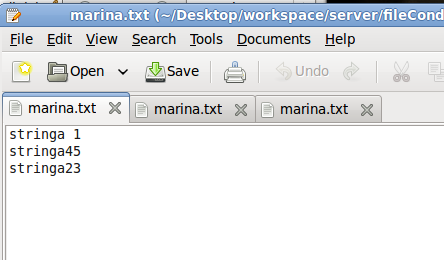 marina.txt (~/Desktop/workspace/server/fileCond
File Edit View Search Tools Documents Help
Open Save Undo
marina.txt marina.txt marina.txt
stringa 1
stringa45
stringa23